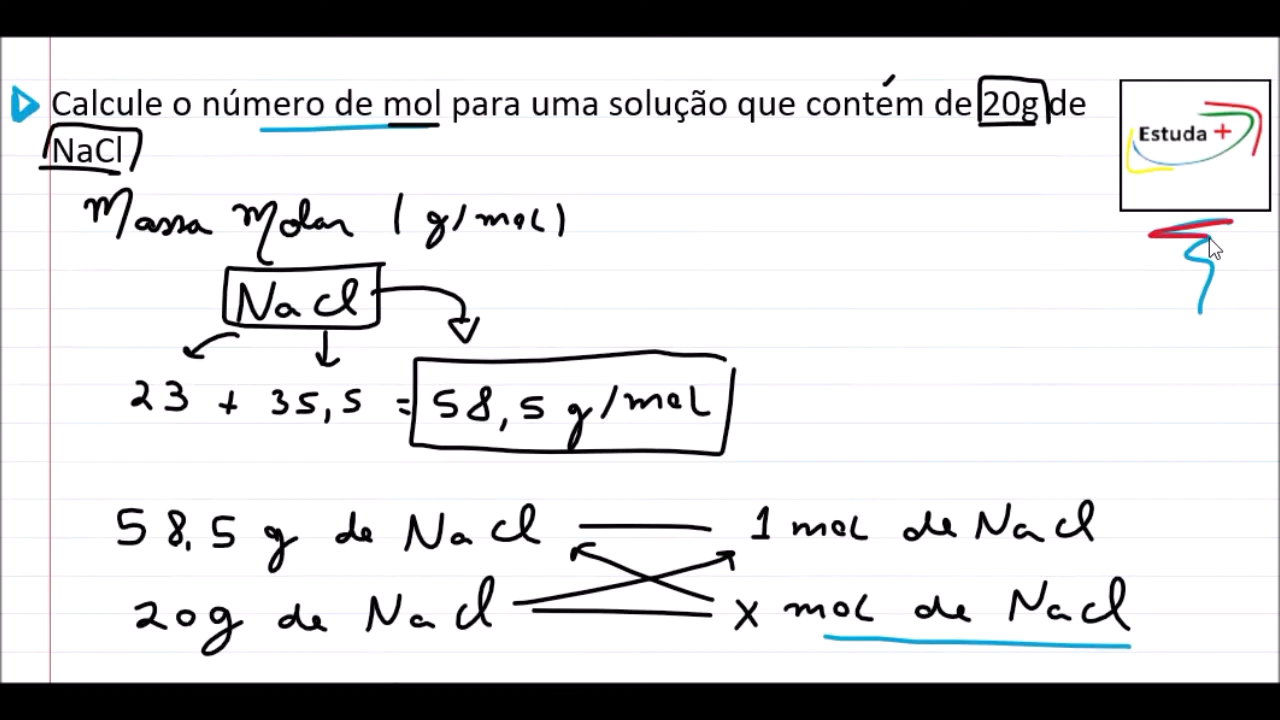 Calcule o número de mol para uma solução que contém de 20g de
NaCl
Estuda +
Massa Molar (g/mol)
NaCl
23 + 35,5 = 58,5 g/mol
58,5 g de NaCl 1 mol de NaCl
20g de NaCl x mol de NaCl